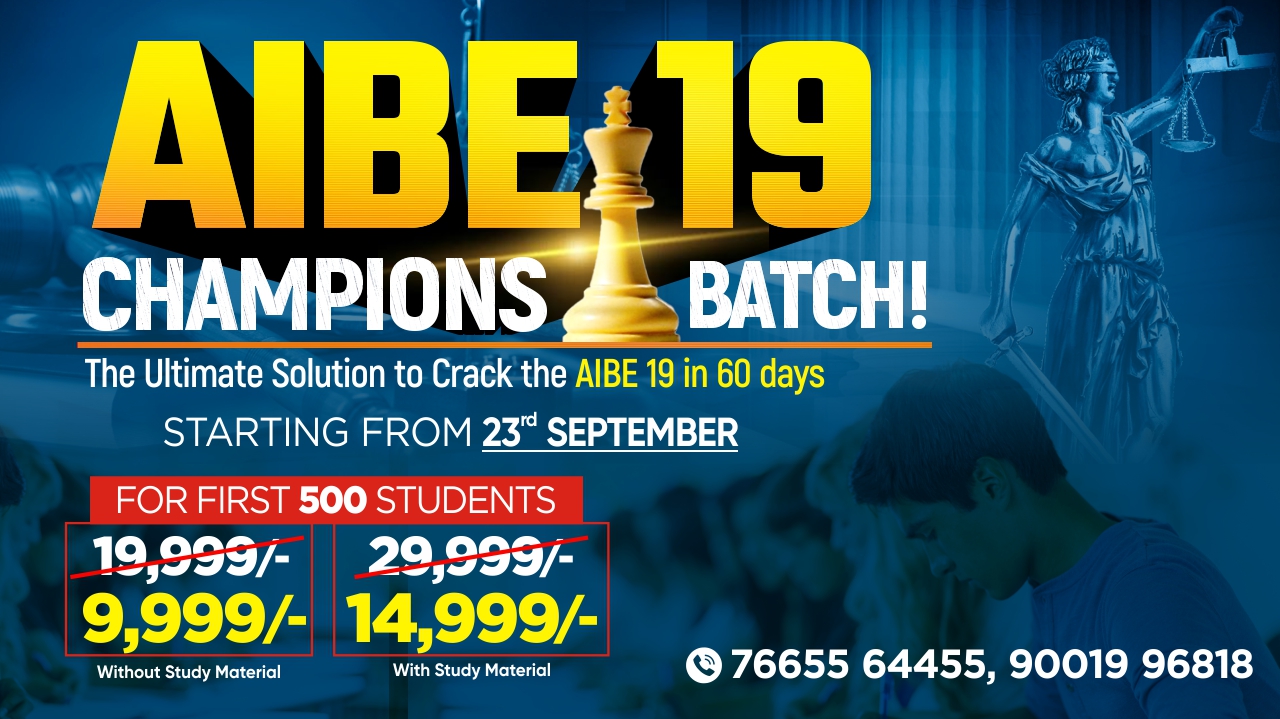 AIBE 19
CHAMPIONS BATCH!
The Ultimate Solution to Crack the AIBE 19 in 60 days
STARTING FROM 23rd SEPTEMBER
FOR FIRST 500 STUDENTS
19,999/- 29,999/-
9,999/- 14,999/-
Without Study Material With Study Material
76655 64455, 90019 96818